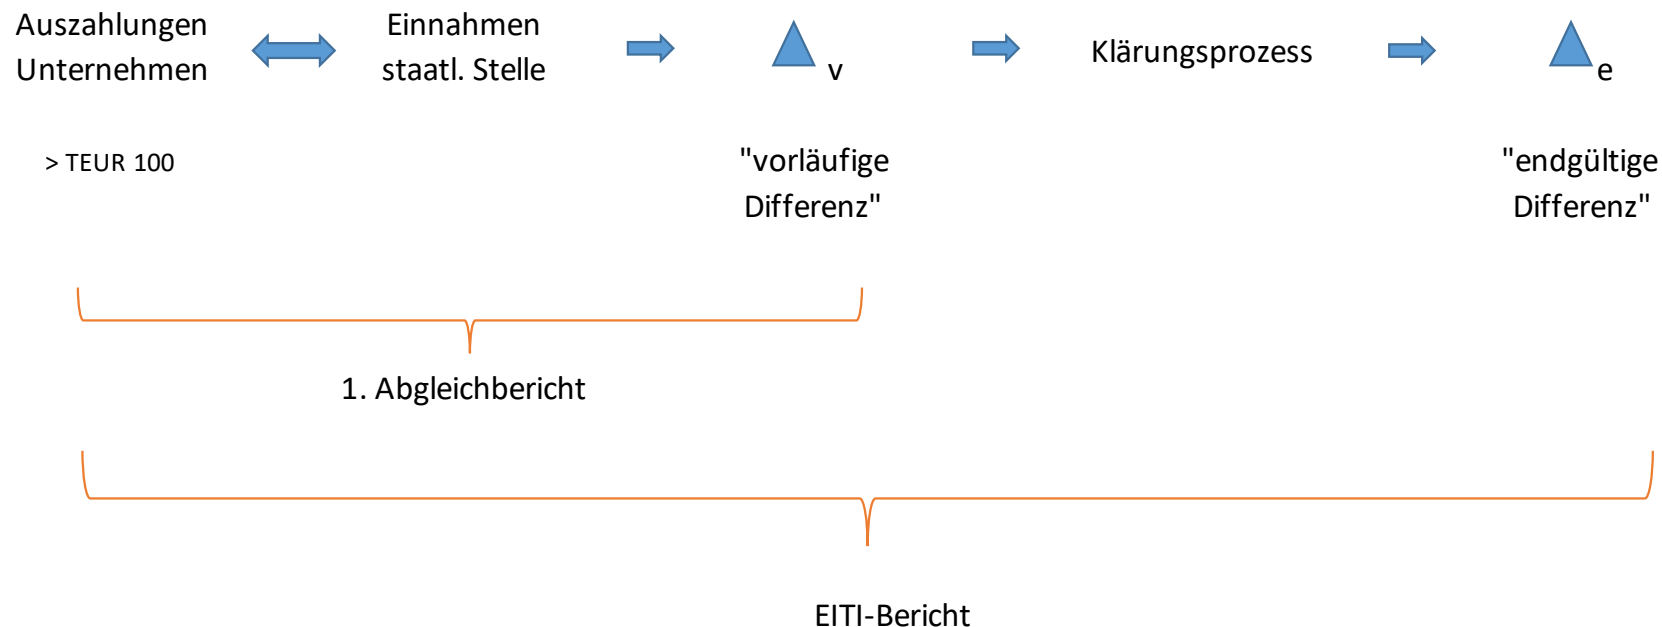 Auszahlungen
Unternehmen
Einnahmen
staatl. Stelle
v
Klärungsprozess
e
> TEUR 100
"vorläufige
Differenz"
"endgültige
Differenz"
1. Abgleichbericht
EITI-Bericht